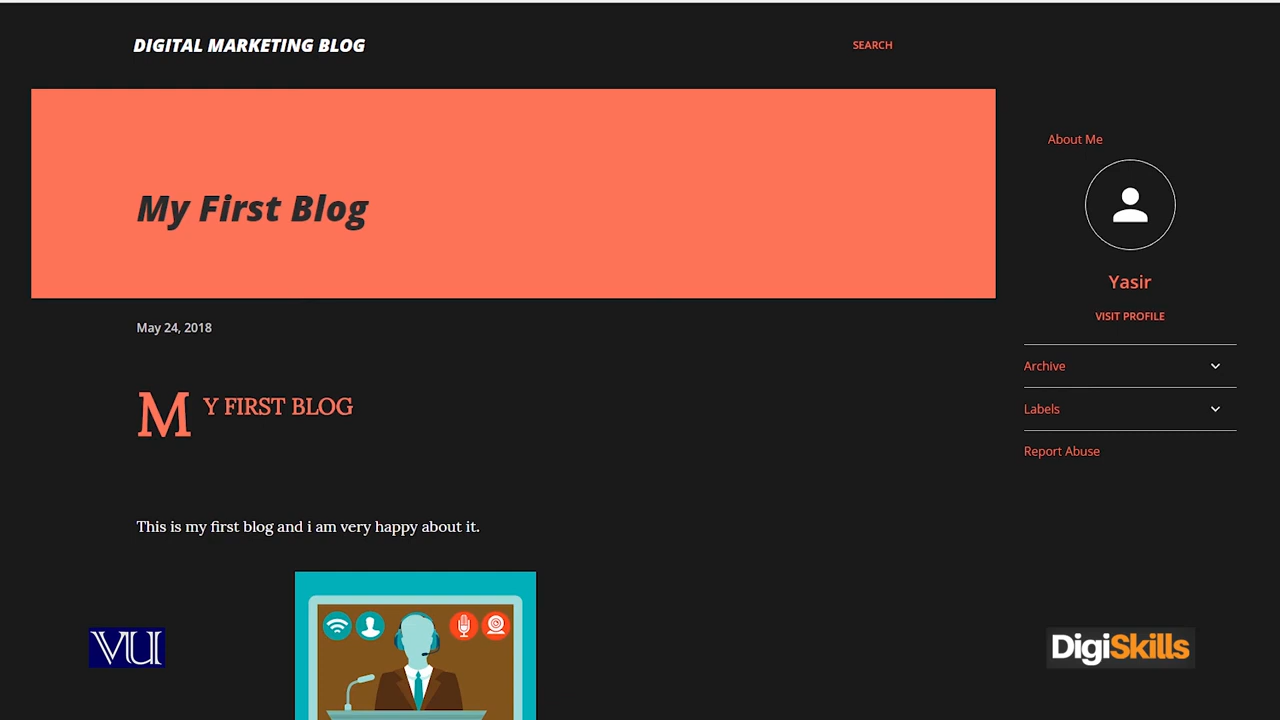 DIGITAL MARKETING BLOG
SEARCH
My First Blog
May 24, 2018
MY FIRST BLOG
This is my first blog and i am very happy about it.
About Me
Yasir
VISIT PROFILE
Archive
Labels
Report Abuse
VU
DigiSkills